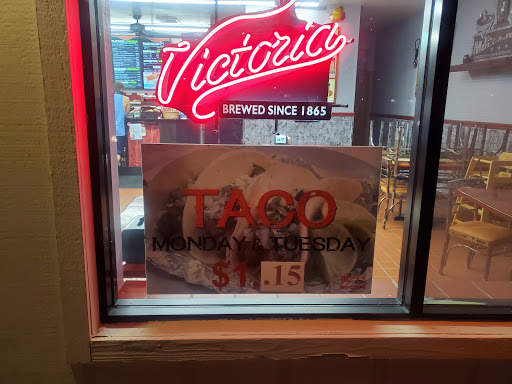 Victoria
BREWED SINCE 1865
TACO
MONDAY & TUESDAY
$1.15